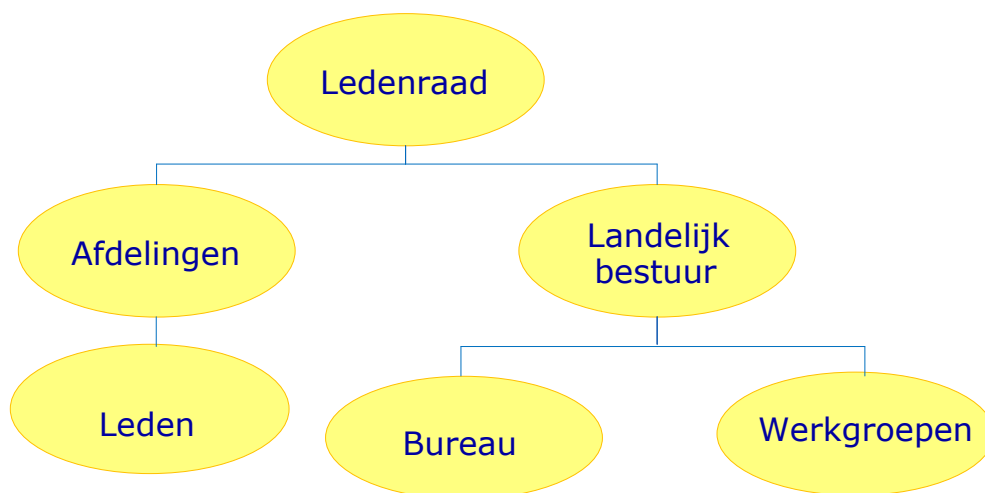 Ledenraad
Afdelingen
Landelijk
bestuur
Leden
Bureau
Werkgroepen